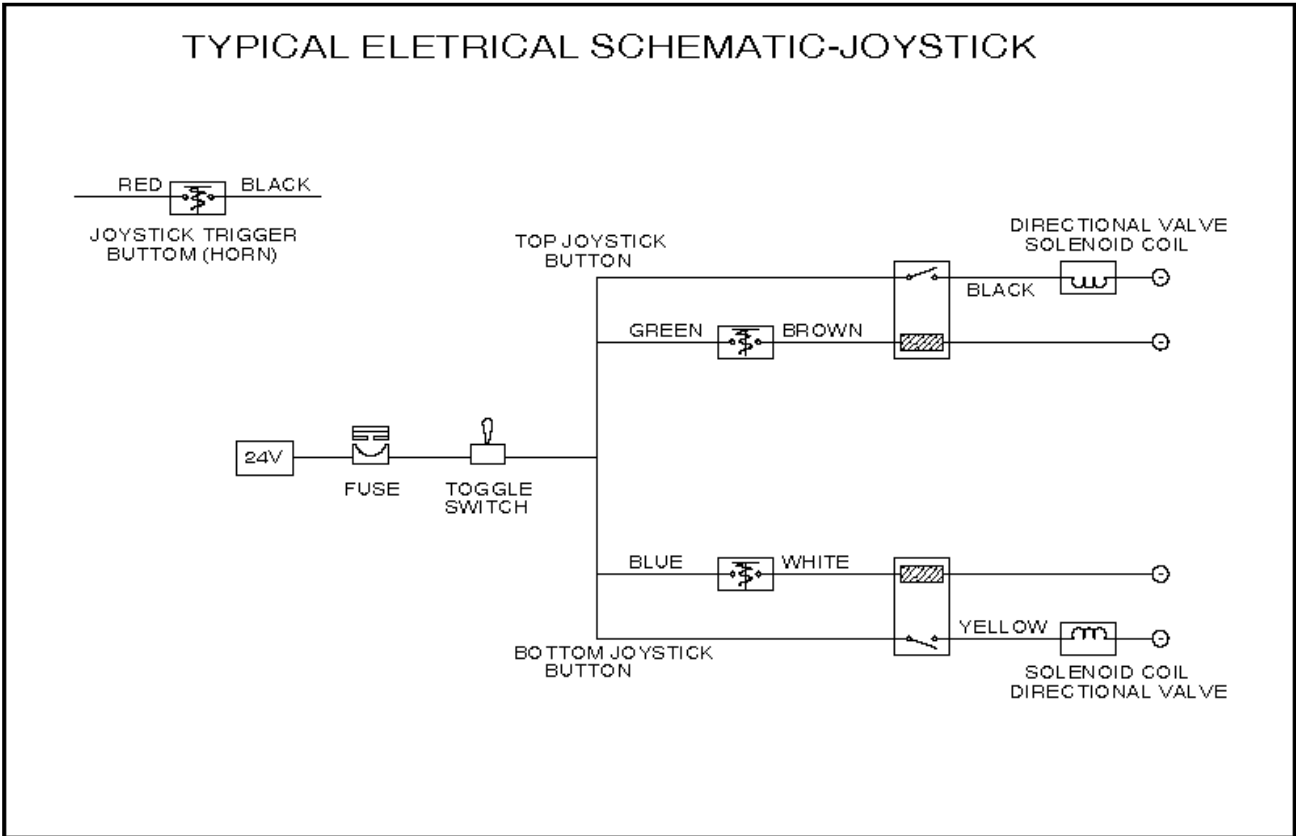 TYPICAL ELETRICAL SCHEMATIC-JOYSTICK
RED
BLACK
JOYSTICK TRIGGER
BUTTOM (HORN)
TOP JOYSTICK
BUTTON
DIRECTIONAL VALVE
SOLENOID COIL
BLACK
GREEN
BROWN
24V
FUSE
TOGGLE
SWITCH
BLUE
WHITE
YELLOW
BOTTOM JOYSTICK
BUTTON
SOLENOID COIL
DIRECTIONAL VALVE